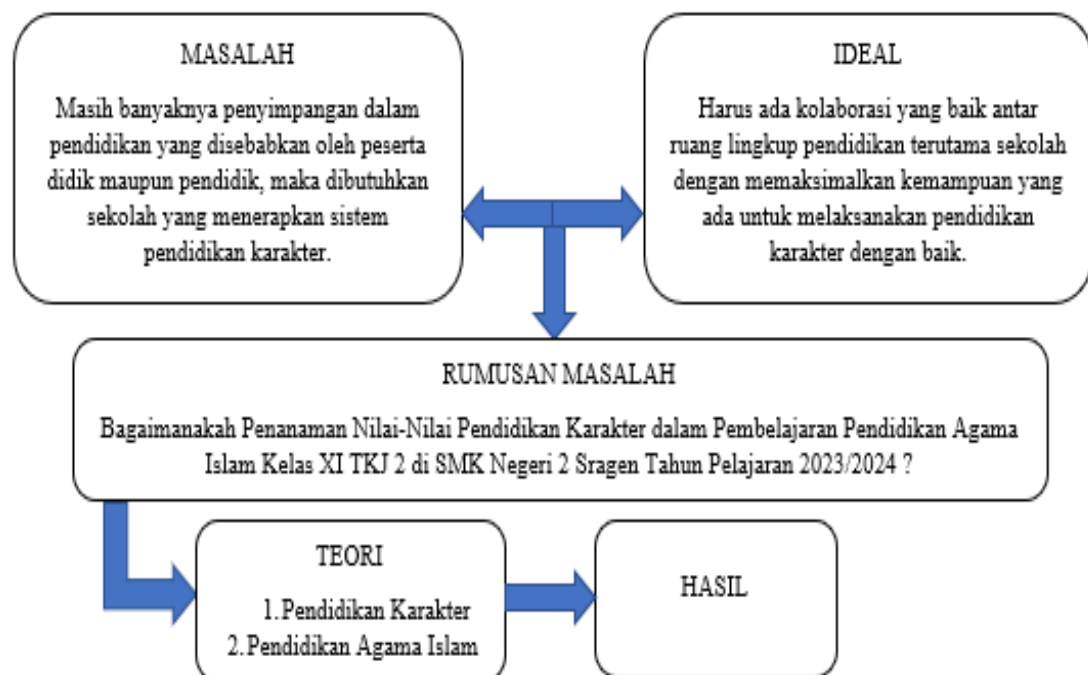 MASALAH
Masih banyaknya penyimpangan dalam
pendidikan yang disebabkan oleh peserta
didik maupun pendidik, maka dibutuhkan
sekolah yang menerapkan sistem
pendidikan karakter.
IDEAL
Harus ada kolaborasi yang baik antar
ruang lingkup pendidikan terutama sekolah
dengan memaksimalkan kemampuan yang
ada untuk melaksanakan pendidikan
karakter dengan baik.
RUMUSAN MASALAH
Bagaimanakah Penanaman Nilai-Nilai Pendidikan Karakter dalam Pembelajaran Pendidikan Agama
Islam Kelas XI TKJ 2 di SMK Negeri 2 Sragen Tahun Pelajaran 2023/2024 ?
TEORI
1. Pendidikan Karakter
2. Pendidikan Agama Islam
HASIL